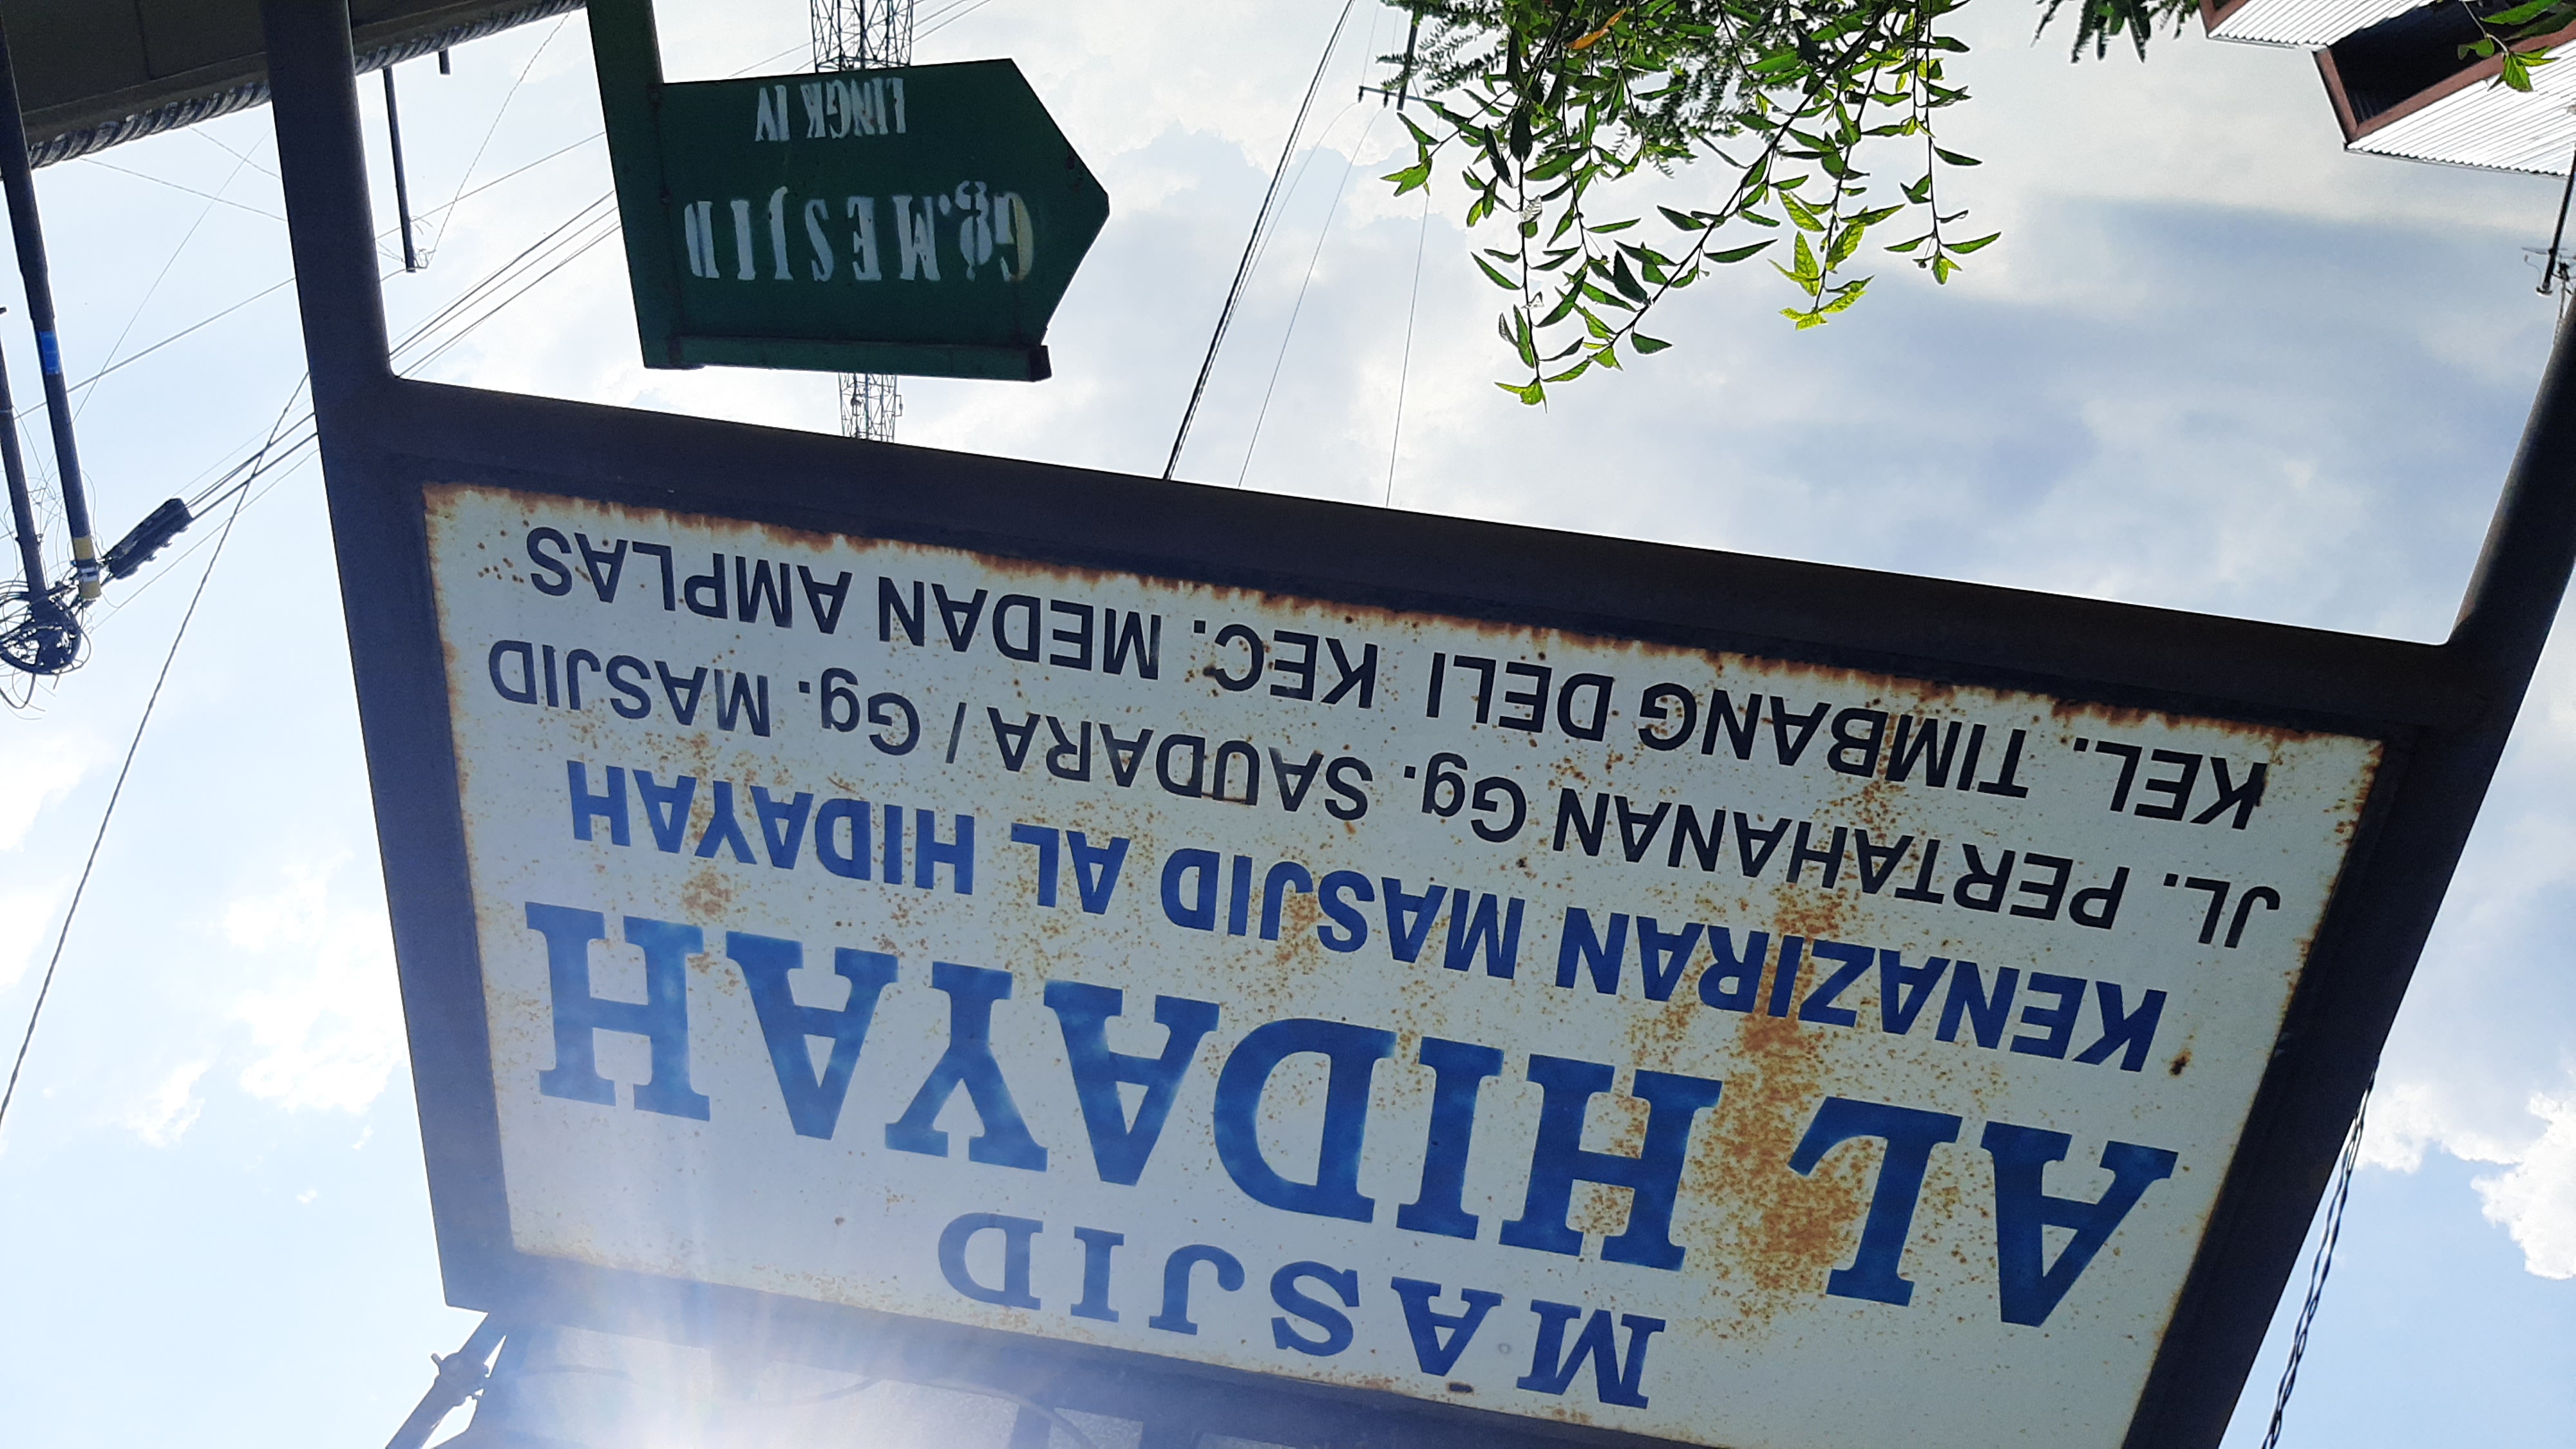 MASJID
AL HIDAYAH
KENAZIRAN MASJID AL HIDAYAH
JL. PERTAHANAN Gg. SAUDARA / Gg. MASJID
KEL. TIMBANG DELI KEC. MEDAN AMPLAS
Gg. MESJID
LINGK IV